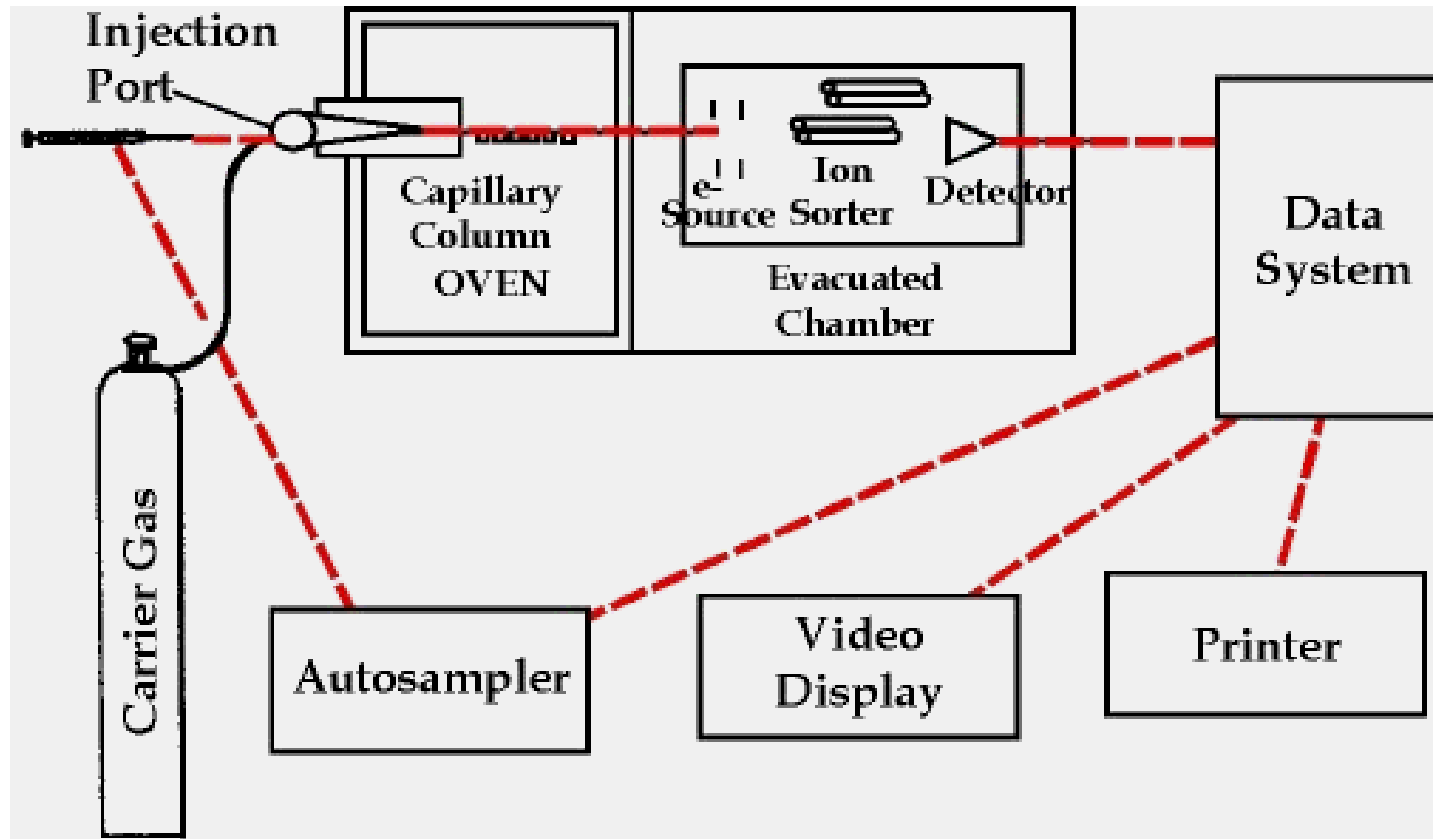 Injection
Port
Capillary
Column
OVEN
e-
Source
Ion
Sorter
Detector
Evacuated
Chamber
Data
System
Carrier Gas
Autosampler
Video
Display
Printer